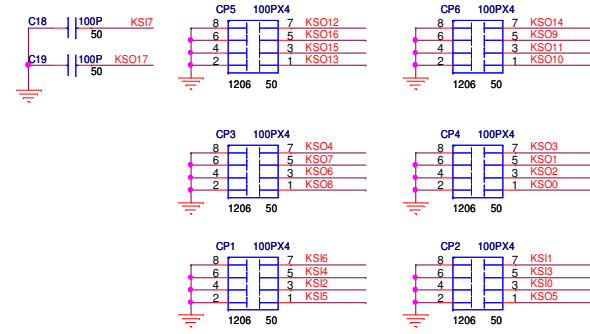 C18 100P KSI7
50
C19 100P KSO17
50
CP5 100PX4
8 7 KSO12
6 5 KSO16
4 3 KSO15
2 1 KSO13
1206 50
CP6 100PX4
8 7 KSO14
6 5 KSO9
4 3 KSO11
2 1 KSO10
1206 50
CP3 100PX4
8 7 KSO4
6 5 KSO7
4 3 KSO6
2 1 KSO8
1206 50
CP4 100PX4
8 7 KSO3
6 5 KSO1
4 3 KSO2
2 1 KSO0
1206 50
CP1 100PX4
8 7 KSI6
6 5 KSI4
4 3 KSI2
2 1 KSI5
1206 50
CP2 100PX4
8 7 KSI1
6 5 KSI3
4 3 KSI0
2 1 KSO5
1206 50